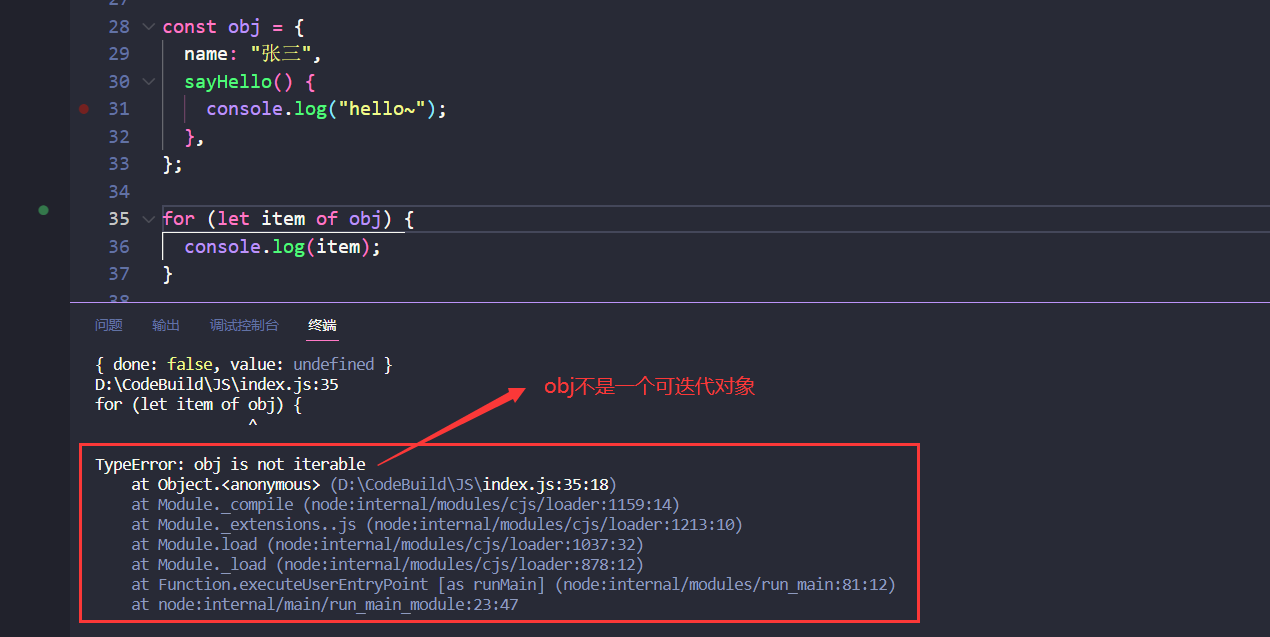 27
28 const obj = {
29 name: "张三",
30 sayHello() {
31 console.log("hello~");
32 },
33 };
34
35 for (let item of obj) {
36 console.log(item);
37 }
38
问题 输出 调试控制台 终端
{ done: false, value: undefined }
D:\CodeBuild\JS\index.js:35
for (let item of obj) {
^
obj不是一个可迭代对象
TypeError: obj is not iterable
at Object.<anonymous> (D:\CodeBuild\JS\index.js:35:18)
at Module._compile (node:internal/modules/cjs/loader:1159:14)
at Module._extensions..js (node:internal/modules/cjs/loader:1213:10)
at Module.load (node:internal/modules/cjs/loader:1037:32)
at Module._load (node:internal/modules/cjs/loader:878:12)
at Function.executeUserEntryPoint [as runMain] (node:internal/modules/run_main:81:12)
at node:internal/main/run_main_module:23:47